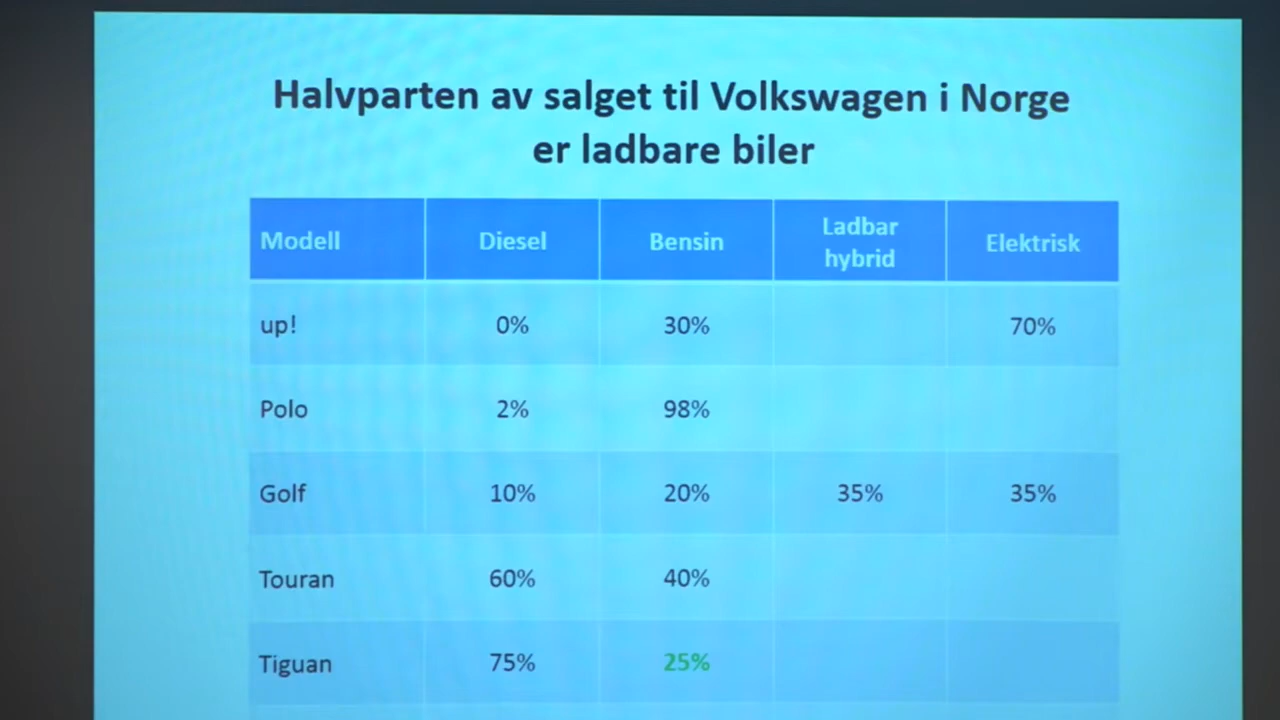 Halvparten av salget til Volkswagen i Norge
er ladbare biler
Modell Diesel Bensin Ladbar hybrid Elektrisk
up! 0% 30% 70%
Polo 2% 98%
Golf 10% 20% 35% 35%
Touran 60% 40%
Tiguan 75% 25%